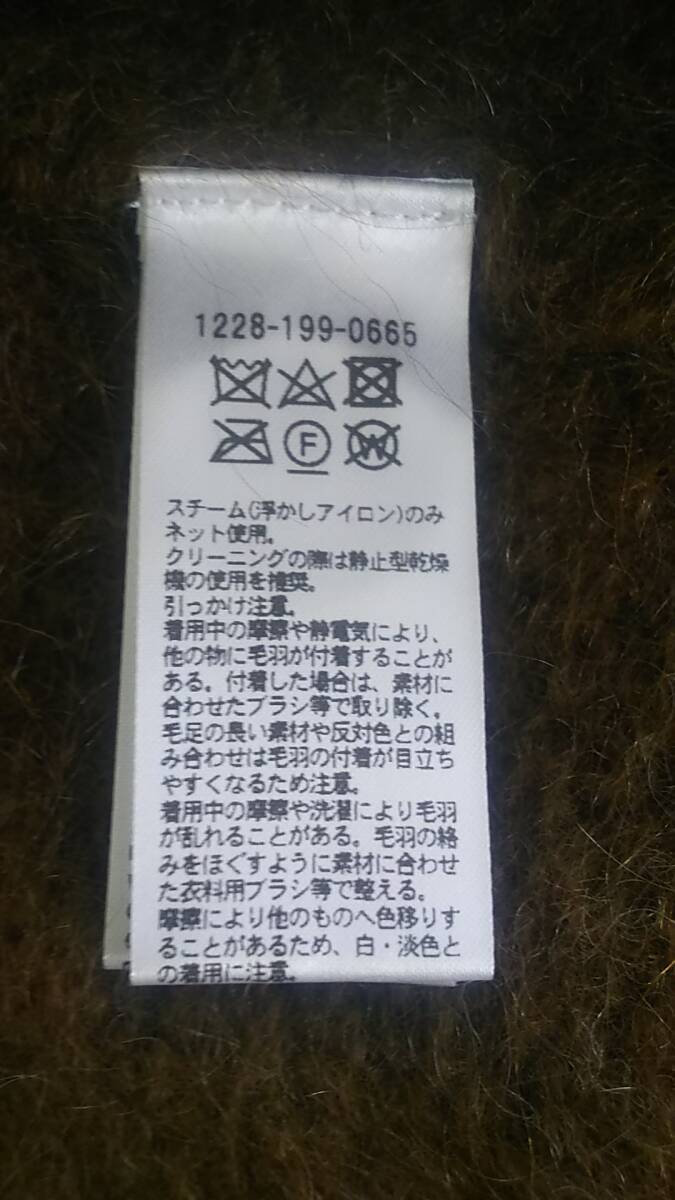 1228-199-0665
F W
スチーム(浮かしアイロン)のみ
ネット使用。
クリーニングの際は静止型乾燥
機の使用を推奨。
引っかけ注意。
着用中の摩擦や静電気により、
他の物に毛羽が付着することが
ある。付着した場合は、素材に
合わせたブラシ等で取り除く。
毛足の長い素材や反対色との組
み合わせは毛羽の付着が目立ち
やすくなるため注意。
着用中の摩擦や洗濯により毛羽
が乱れることがある。毛羽の絡
みをほぐすように素材に合わせ
た衣料用ブラシ等で整える。
摩擦により他のものへ色移りす
ることがあるため、白・淡色と
の着用に注意。